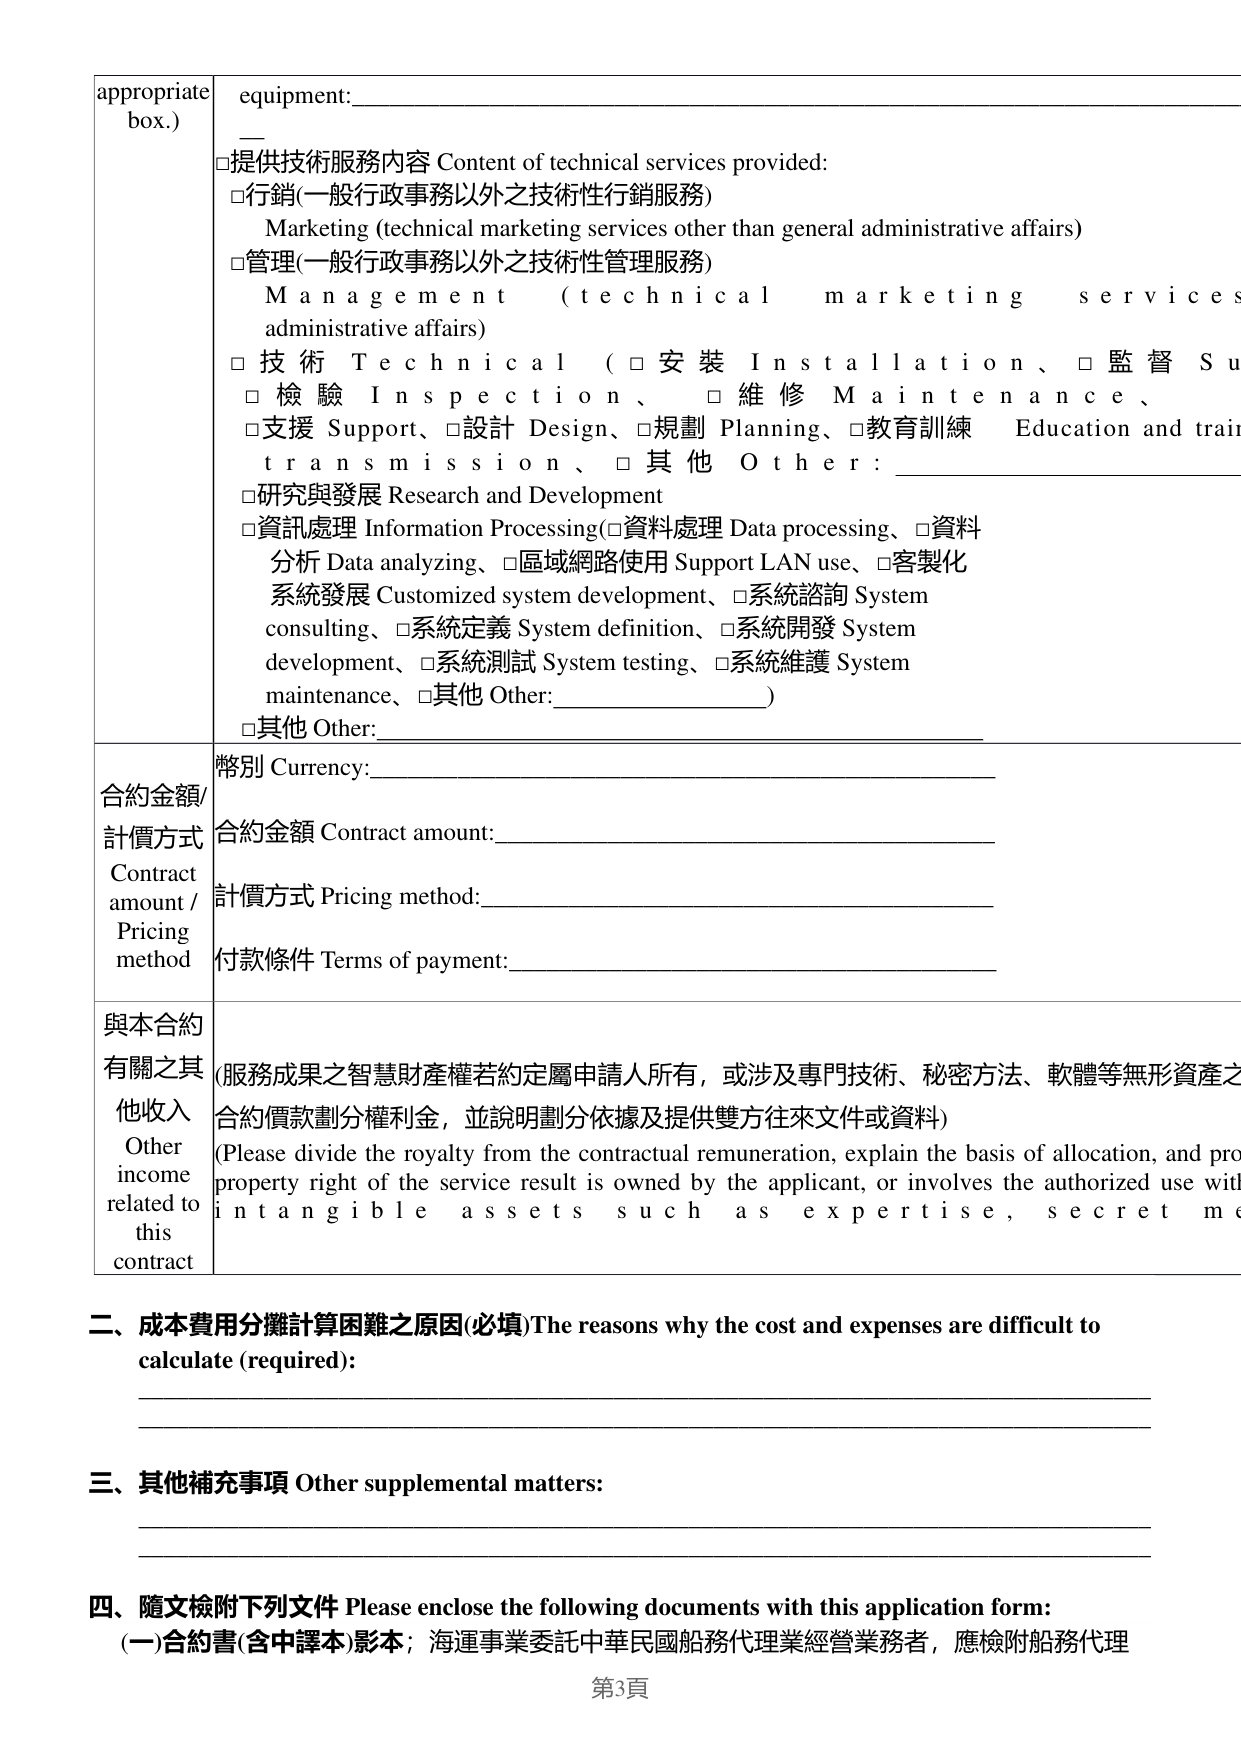 appropriate
box.)
equipment:______________________________________________________________________
__
□提供技術服務內容 Content of technical services provided:
□行銷(一般行政事務以外之技術性行銷服務)
Marketing (technical marketing services other than general administrative affairs)
□管理(一般行政事務以外之技術性管理服務)
Management (technical marketing services
administrative affairs)
□技術 Technical (□安裝 Installation、□監督 Su
□檢驗 Inspection、 □維修 Maintenance、
□支援 Support、□設計 Design、□規劃 Planning、□教育訓練 Education and train
transmission、□其他 Other:____________________________
□研究與發展 Research and Development
□資訊處理 Information Processing(□資料處理 Data processing、□資料
分析 Data analyzing、□區域網路使用 Support LAN use、□客製化
系統發展 Customized system development、□系統諮詢 System
consulting、□系統定義 System definition、□系統開發 System
development、□系統測試 System testing、□系統維護 System
maintenance、□其他 Other:_________________)
□其他 Other:________________________________________________
合約金額/
計價方式
Contract
amount /
Pricing
method
幣別 Currency:__________________________________________________
合約金額 Contract amount:________________________________________
計價方式 Pricing method:_________________________________________
付款條件 Terms of payment:_______________________________________
與本合約
有關之其
他收入
Other
income
related to
this
contract
(服務成果之智慧財產權若約定屬申請人所有，或涉及專門技術、秘密方法、軟體等無形資產之
合約價款劃分權利金，並說明劃分依據及提供雙方往來文件或資料)
(Please divide the royalty from the contractual remuneration, explain the basis of allocation, and pro
property right of the service result is owned by the applicant, or involves the authorized use with
intangible assets such as expertise, secret me
二、成本費用分攤計算困難之原因(必填)The reasons why the cost and expenses are difficult to
calculate (required):
_________________________________________________________________________________
_________________________________________________________________________________
三、其他補充事項 Other supplemental matters:
_________________________________________________________________________________
_________________________________________________________________________________
四、隨文檢附下列文件 Please enclose the following documents with this application form:
(一)合約書(含中譯本)影本；海運事業委託中華民國船務代理業經營業務者，應檢附船務代理
第3頁